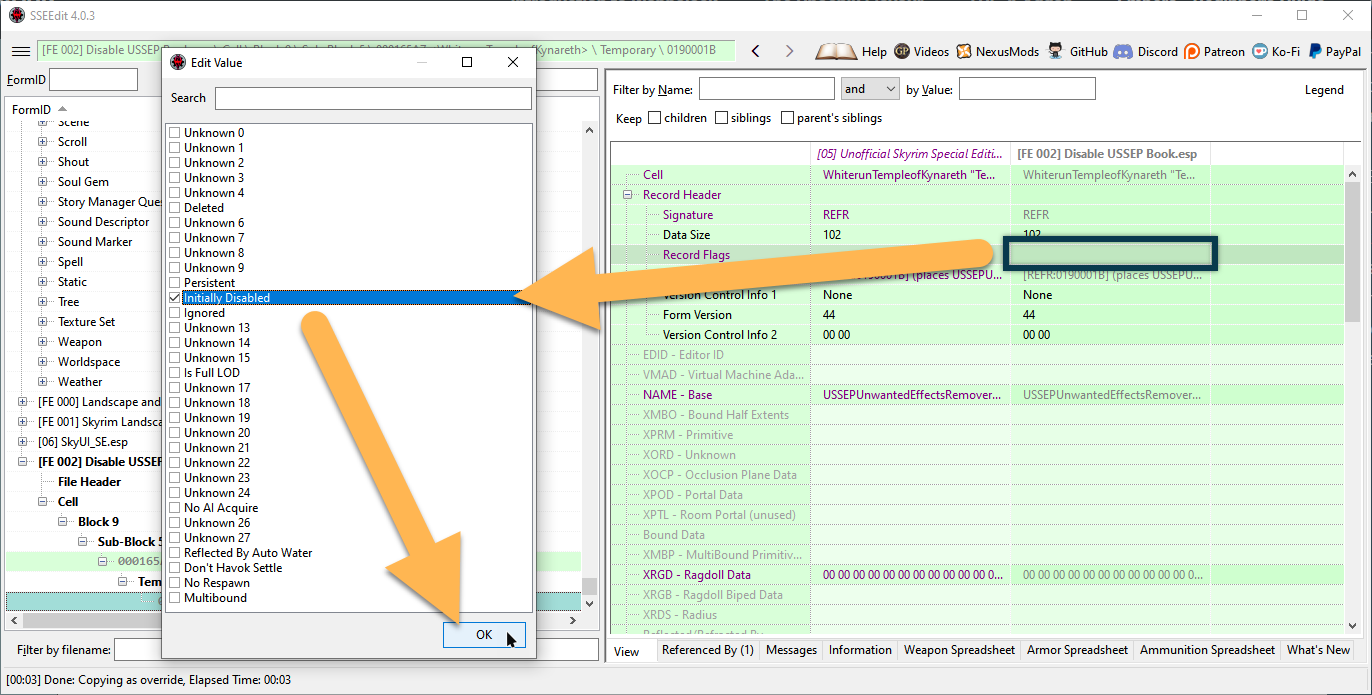 SSEEdit 4.0.3
[FE 002] Disable USSEP
Kynareth> \ Temporary \ 0190001B
Help
Videos
NexusMods
GitHub
Discord
Patreon
Ko-Fi
PayPal
FormID
FormID
Scene
Scroll
Shout
Soul Gem
Story Manager Que
Sound Descriptor
Sound Marker
Spell
Static
Tree
Texture Set
Weapon
Worldspace
Weather
[FE 000] Landscape and
[FE 001] Skyrim Landsca
[06] SkyUI_SE.esp
[FE 002] Disable USSEP
File Header
Cell
Block 9
Sub-Block 5
000165
Tem
Filter by filename:
[00:03] Done: Copying as override, Elapsed Time: 00:03
Edit Value
Search
Unknown 0
Unknown 1
Unknown 2
Unknown 3
Unknown 4
Deleted
Unknown 6
Unknown 7
Unknown 8
Unknown 9
Persistent
Initially Disabled
Ignored
Unknown 13
Unknown 14
Unknown 15
Is Full LOD
Unknown 17
Unknown 18
Unknown 19
Unknown 20
Unknown 21
Unknown 22
Unknown 23
Unknown 24
No AI Acquire
Unknown 26
Unknown 27
Reflected By Auto Water
Don't Havok Settle
No Respawn
Multibound
OK
Filter by Name:
and
by Value:
Legend
Keep
children
siblings
parent's siblings
[05] Unofficial Skyrim Special Editi...
[FE 002] Disable USSEP Book.esp
Cell WhiterunTempleofKynareth "Te... WhiterunTempleofKynareth "Te...
Record Header
Signature REFR REFR
Data Size 102 102
Record Flags
0190001B] (places USSEPU... [REFR:0190001B] (places USSEPU...
Version Control Info 1 None None
Form Version 44 44
Version Control Info 2 00 00 00 00
EDID - Editor ID
VMAD - Virtual Machine Ada...
NAME - Base USSEPUnwantedEffectsRemover... USSEPUnwantedEffectsRemover...
XMBO - Bound Half Extents
XPRM - Primitive
XORD - Unknown
XOCP - Occlusion Plane Data
XPOD - Portal Data
XPTL - Room Portal (unused)
Bound Data
XMBP - MultiBound Primitiv...
XRGD - Ragdoll Data 00 00 00 00 00 00 00 00 00 00 00 0... 00 00 00 00 00 00 00 00 00 00 00 0...
XRGB - Ragdoll Biped Data
XRDS - Radius
Reflected/Refracted By
View
Referenced By (1)
Messages
Information
Weapon Spreadsheet
Armor Spreadsheet
Ammunition Spreadsheet
What's New